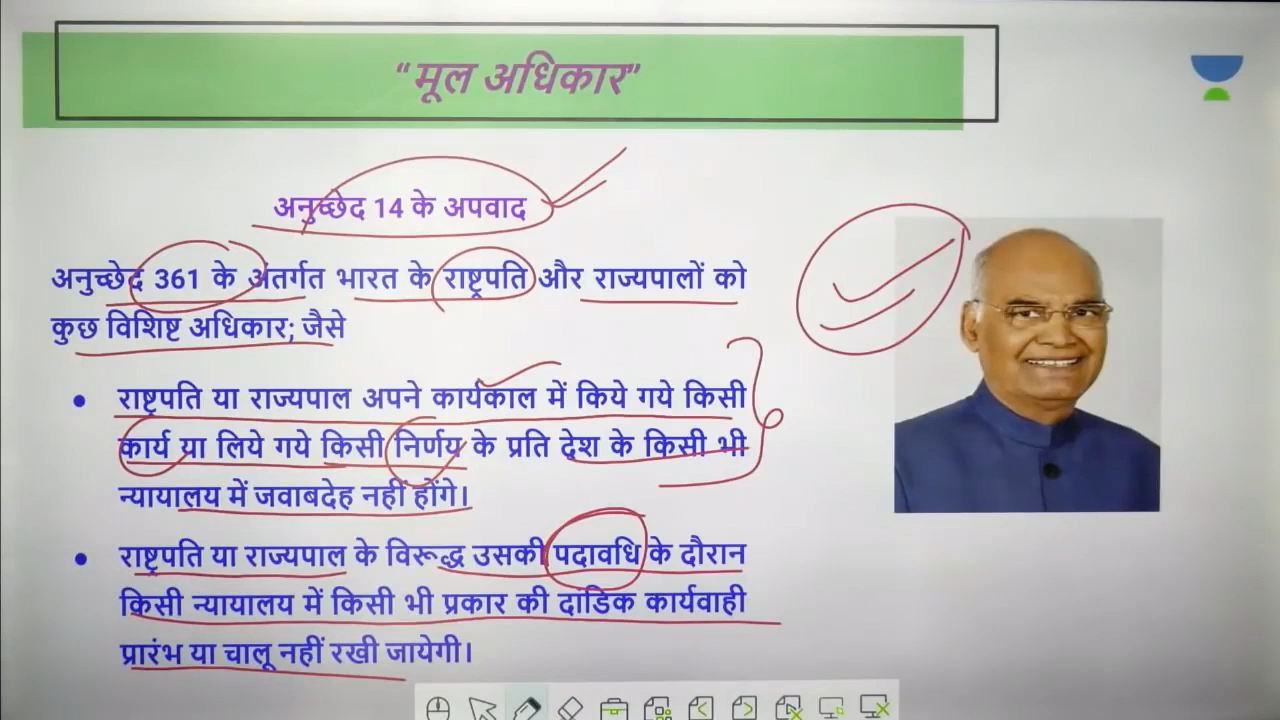 “मूल अधिकार”
अनुच्छेद 14 के अपवाद
अनुच्छेद 361 के अंतर्गत भारत के राष्ट्रपति और राज्यपालों को
कुछ विशिष्ट अधिकार; जैसे
• राष्ट्रपति या राज्यपाल अपने कार्यकाल में किये गये किसी
कार्य या लिये गये किसी निर्णय के प्रति देश के किसी भी
न्यायालय में जवाबदेह नहीं होंगे।
• राष्ट्रपति या राज्यपाल के विरूद्ध उसकी पदावधि के दौरान
किसी न्यायालय में किसी भी प्रकार की दाडिक कार्यवाही
प्रारंभ या चालू नहीं रखी जायेगी।